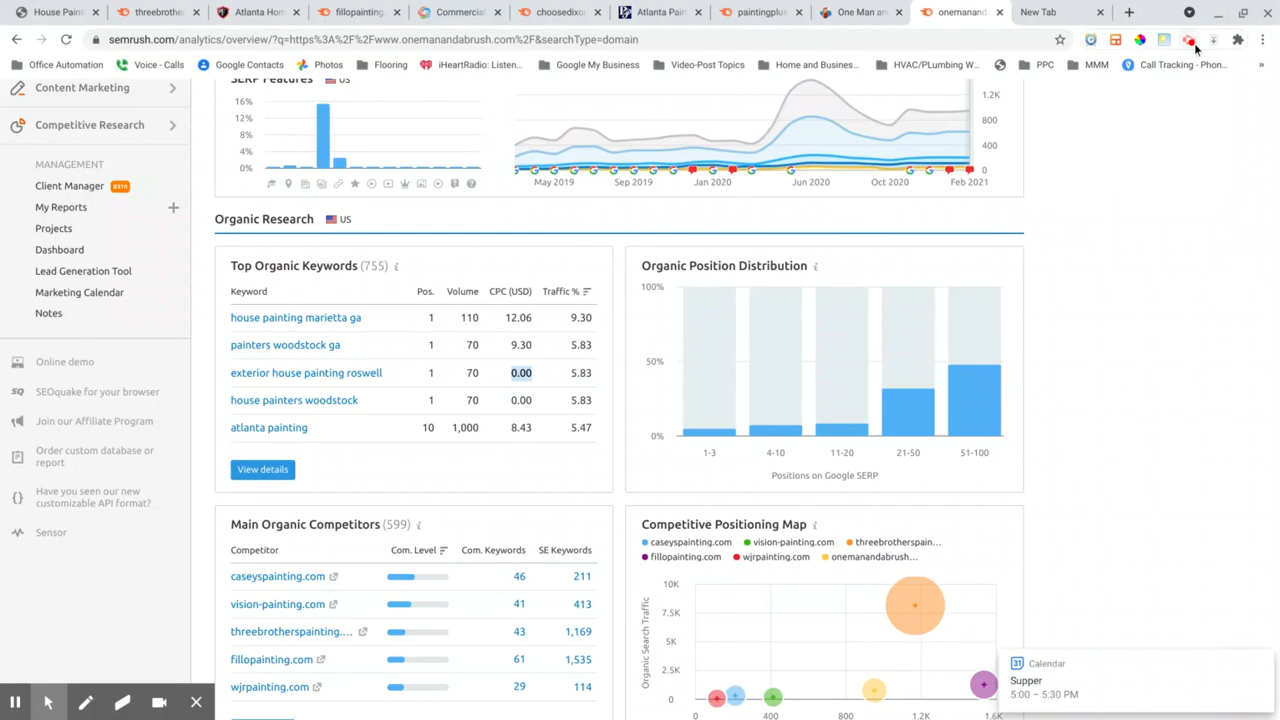 House Paint
threebrother
Atlanta Hom
fillopainting
Commercial
choosedixon
Atlanta Pain
paintingplus
One Man an
onemanand
New Tab
semrush.com/analytics/overview/?q=https%3A%2F%2Fwww.onemanandabrush.com%2F&searchType=domain
Office Automation
Voice - Calls
Google Contacts
Photos
Flooring
iHeartRadio: Listen...
Google My Business
Video-Post Topics
Home and Busines...
HVAC/PLumbing W...
PPC
MMM
Call Tracking - Phon...
»
Content Marketing
Competitive Research
MANAGEMENT
Client Manager BETA
My Reports
Projects
Dashboard
Lead Generation Tool
Marketing Calendar
Notes
Online demo
SEOquake for your browser
Join our Affiliate Program
Order custom database or
report
Have you seen our new
customizable API format?
Sensor
SERP Features US
16%
12%
8%
4%
0%
1.2K
800
400
0
May 2019
Sep 2019
Jan 2020
Jun 2020
Oct 2020
Feb 2021
Organic Research US
Top Organic Keywords (755) i
Keyword Pos. Volume CPC (USD) Traffic %
house painting marietta ga 1 110 12.06 9.30
painters woodstock ga 1 70 9.30 5.83
exterior house painting roswell 1 70 0.00 5.83
house painters woodstock 1 70 0.00 5.83
atlanta painting 10 1,000 8.43 5.47
View details
Organic Position Distribution i
100%
50%
0%
1-3
4-10
11-20
21-50
51-100
Positions on Google SERP
Main Organic Competitors (599) i
Competitor Com. Level Com. Keywords SE Keywords
caseyspainting.com 46 211
vision-painting.com 41 413
threebrotherspainting.... 43 1,169
fillopainting.com 61 1,535
wjrpainting.com 29 114
Competitive Positioning Map i
caseyspainting.com vision-painting.com threebrotherspain...
fillopainting.com wjrpainting.com onemanandabrush...
Organic Search Traffic
10K
7.5K
5K
2.5K
0
0
400
800
1.2K
1.6K
31 Calendar
Supper
5:00 – 5:30 PM